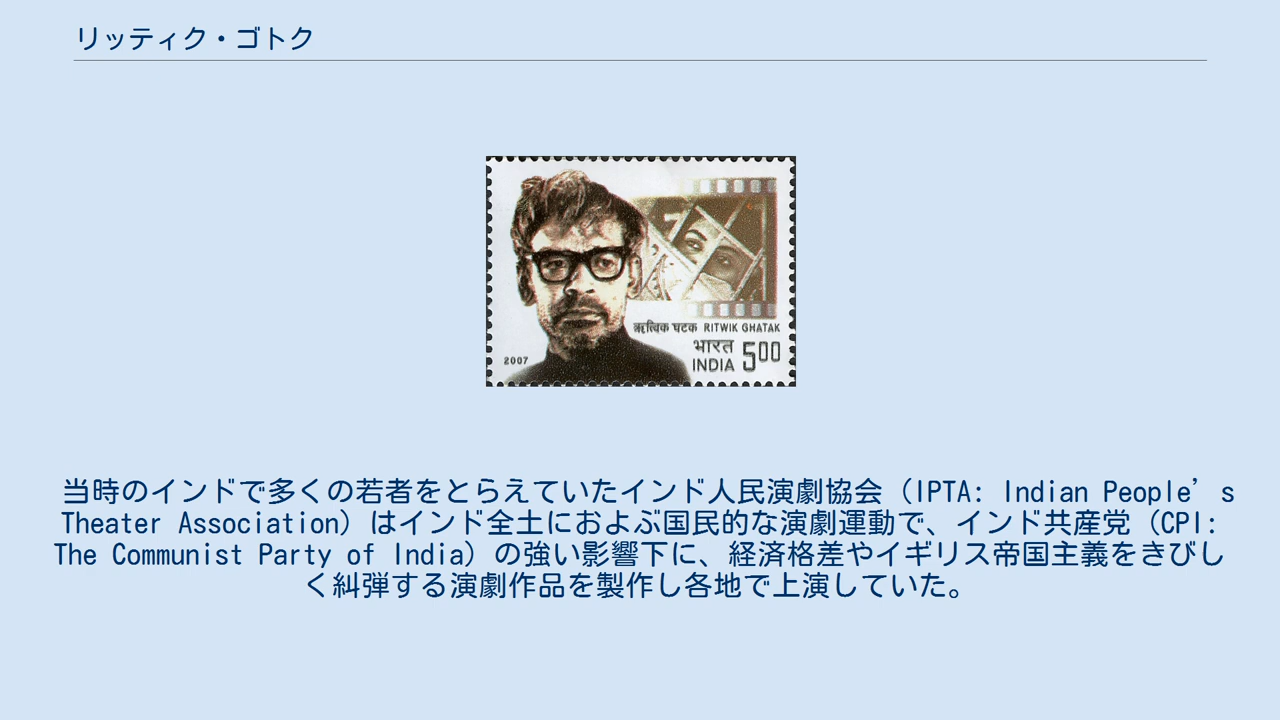 リッティク・ゴトク
ऋत्विक घटक RITWIK GHATAK
भारत
INDIA 500
2007
当時のインドで多くの若者をとらえていたインド人民演劇協会（IPTA: Indian People’s
Theater Association）はインド全土におよぶ国民的な演劇運動で、インド共産党（CPI:
The Communist Party of India）の強い影響下に、経済格差やイギリス帝国主義をきびし
く糾弾する演劇作品を製作し各地で上演していた。